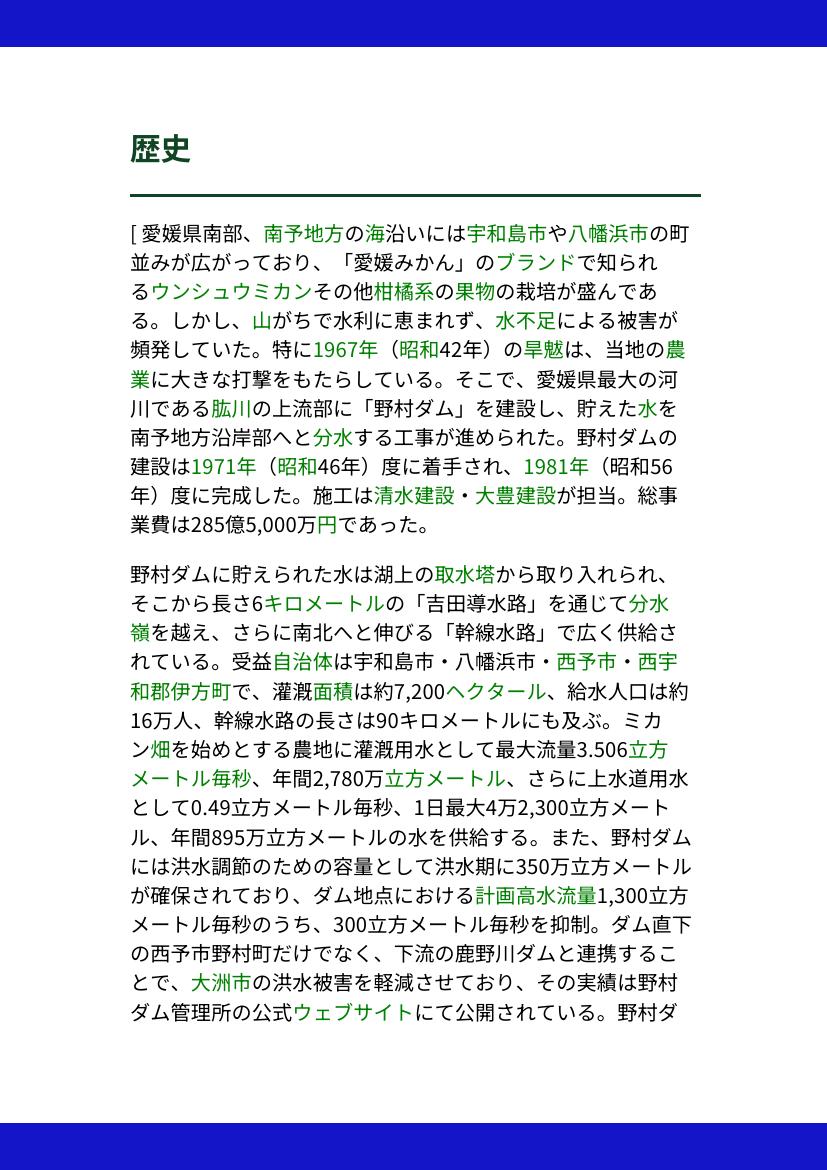 歴史
[ 愛媛県南部、南予地方の海沿いには宇和島市や八幡浜市の町
並みが広がっており、「愛媛みかん」のブランドで知られ
るウンシュウミカンその他柑橘系の果物の栽培が盛んであ
る。しかし、山がちで水利に恵まれず、水不足による被害が
頻発していた。特に1967年（昭和42年）の旱魃は、当地の農
業に大きな打撃をもたらしている。そこで、愛媛県最大の河
川である肱川の上流部に「野村ダム」を建設し、貯えた水を
南予地方沿岸部へと分水する工事が進められた。野村ダムの
建設は1971年（昭和46年）度に着手され、1981年（昭和56
年）度に完成した。施工は清水建設・大豊建設が担当。総事
業費は285億5,000万円であった。
野村ダムに貯えられた水は湖上の取水塔から取り入れられ、
そこから長さ6キロメートルの「吉田導水路」を通じて分水
嶺を越え、さらに南北へと伸びる「幹線水路」で広く供給さ
れている。受益自治体は宇和島市・八幡浜市・西予市・西宇
和郡伊方町で、灌漑面積は約7,200ヘクタール、給水人口は約
16万人、幹線水路の長さは90キロメートルにも及ぶ。ミカ
ン畑を始めとする農地に灌漑用水として最大流量3.506立方
メートル毎秒、年間2,780万立方メートル、さらに上水道用水
として0.49立方メートル毎秒、1日最大4万2,300立方メート
ル、年間895万立方メートルの水を供給する。また、野村ダム
には洪水調節のための容量として洪水期に350万立方メートル
が確保されており、ダム地点における計画高水流量1,300立方
メートル毎秒のうち、300立方メートル毎秒を抑制。ダム直下
の西予市野村町だけでなく、下流の鹿野川ダムと連携するこ
とで、大洲市の洪水被害を軽減させており、その実績は野村
ダム管理所の公式ウェブサイトにて公開されている。野村ダ